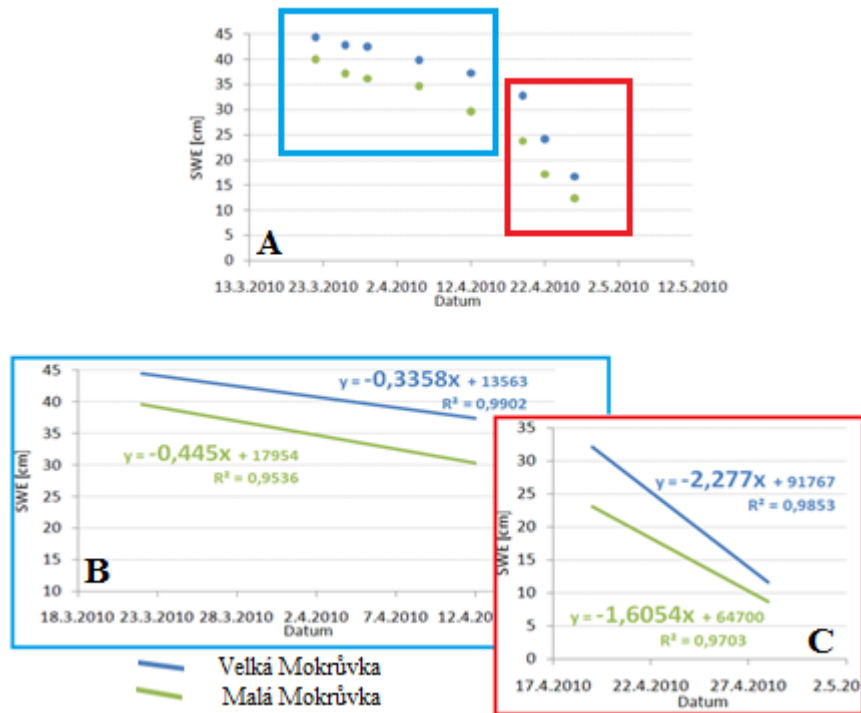 45
40
35
30
25
20
15
10
5
0
SWE [cm]
A
13.3.2010 23.3.2010 2.4.2010 12.4.2010 22.4.2010 2.5.2010 12.5.2010
Datum
45
40
35
30
25
20
15
10
SWE [cm]
y = -0,3358x + 13563
R² = 0,9902
y = -0,445x + 17954
R² = 0,9536
B
18.3.2010 23.3.2010 28.3.2010 2.4.2010 7.4.2010 12.4.2
Datum
35
30
25
20
15
10
5
0
SWE [cm]
y = -2,277x + 91767
R² = 0,9853
y = -1,6054x + 64700
R² = 0,9703
C
17.4.2010 22.4.2010 27.4.2010 2.5.2
Datum
Velká Mokrůvka
Malá Mokrůvka